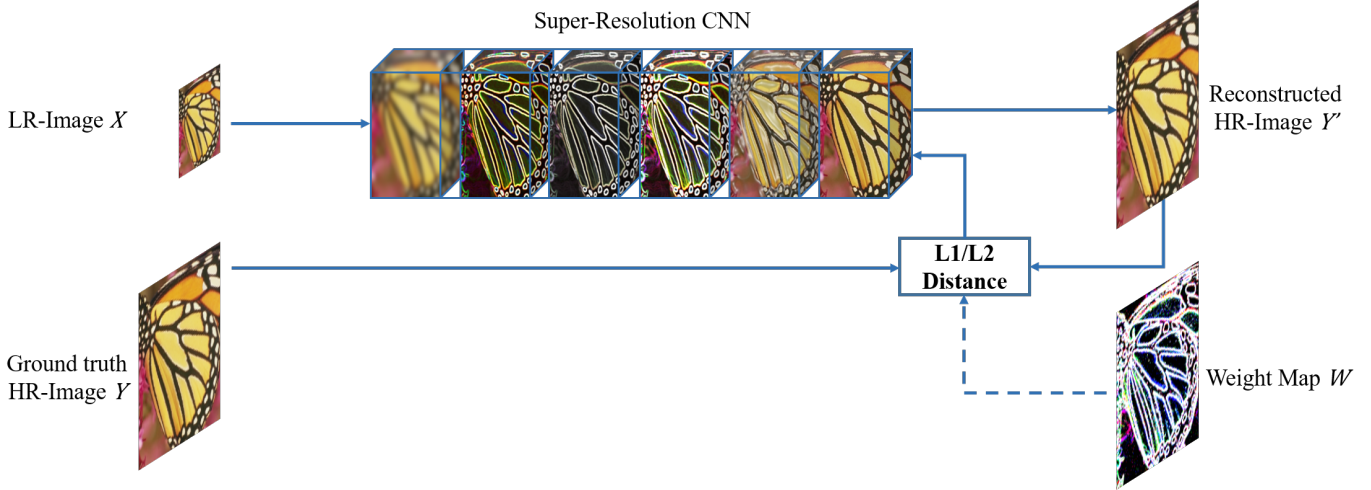 Super-Resolution CNN
LR-Image X
Reconstructed
HR-Image Y'
L1/L2
Distance
Ground truth
HR-Image Y
Weight Map W